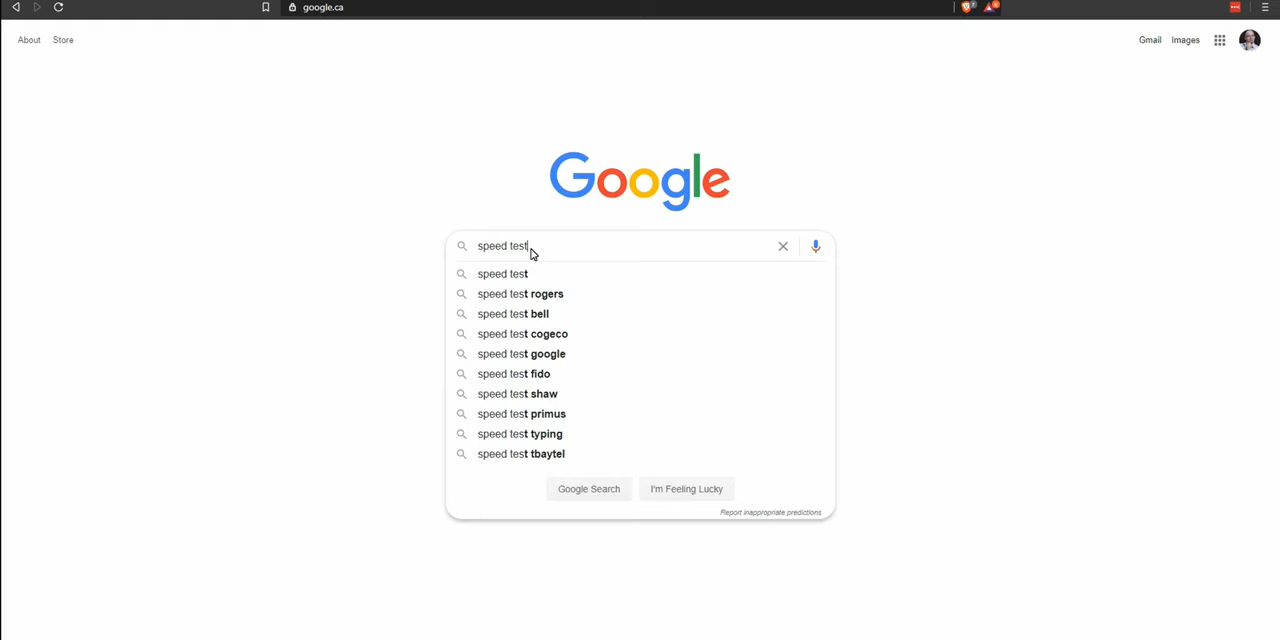 google.ca
About Store
Gmail Images
Google
speed test
speed test
speed test rogers
speed test bell
speed test cogeco
speed test google
speed test fido
speed test shaw
speed test primus
speed test typing
speed test tbaytel
Google Search I'm Feeling Lucky
Report inappropriate predictions